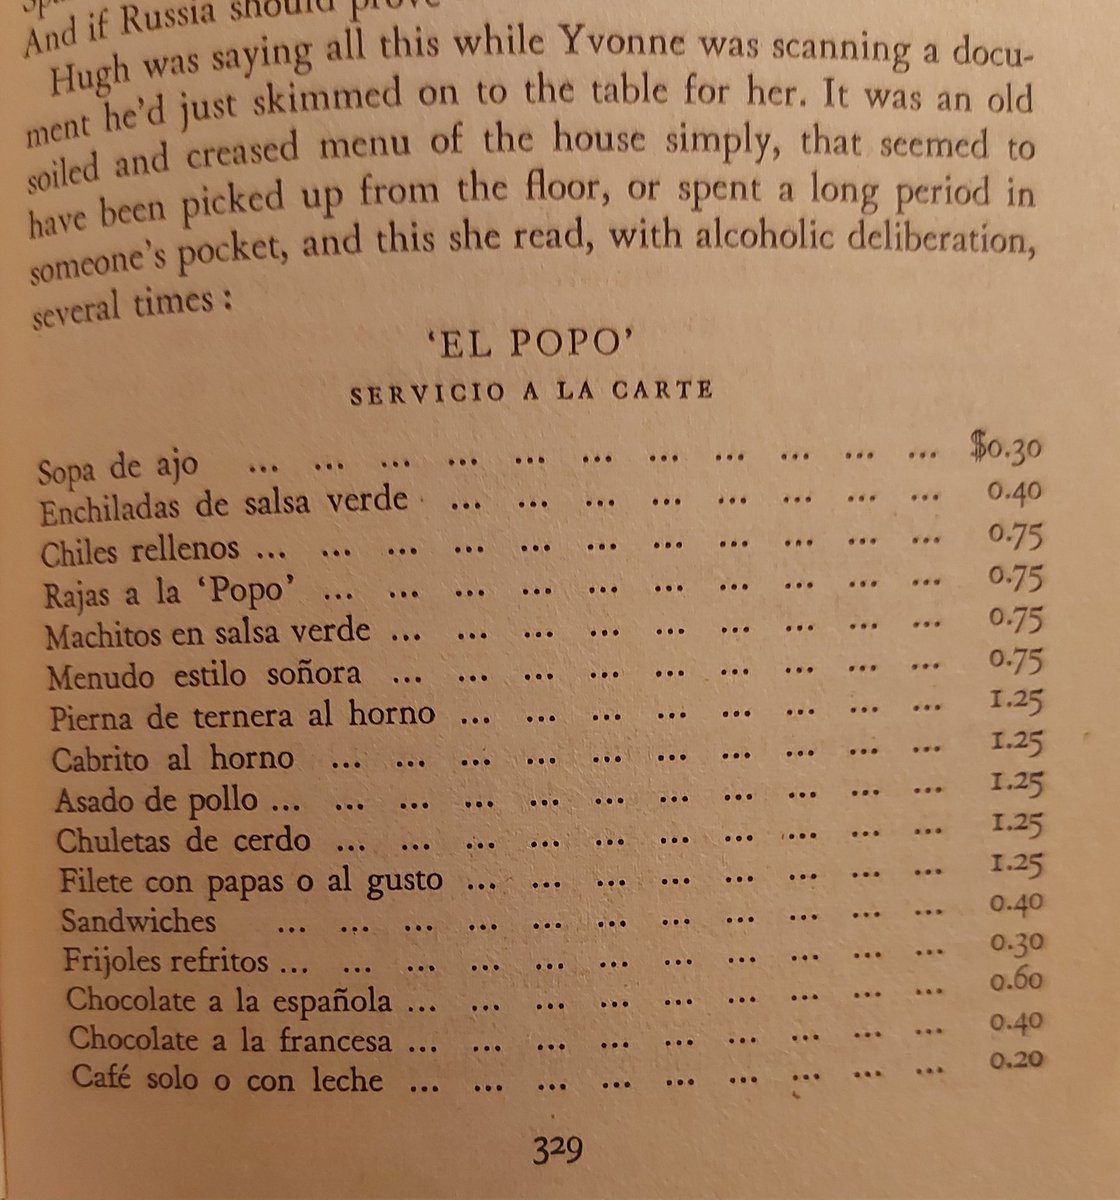 And if Russia should prove
Hugh was saying all this while Yvonne was scanning a docu-
ment he'd just skimmed on to the table for her. It was an old
soiled and creased menu of the house simply, that seemed to
have been picked up from the floor, or spent a long period in
someone's pocket, and this she read, with alcoholic deliberation,
several times:
'EL POPO'
SERVICIO A LA CARTE
Sopa de ajo ... ... ... ... ... ... ... ... ... ... ... $0.30
Enchiladas de salsa verde ... ... ... ... ... ... ... ... 0.40
Chiles rellenos ... ... ... ... ... ... ... ... ... ... ... 0.75
Rajas a la 'Popo' ... ... ... ... ... ... ... ... ... ... 0.75
Machitos en salsa verde ... ... ... ... ... ... ... ... ... 0.75
Menudo estilo soñora ... ... ... ... ... ... ... ... ... 0.75
Pierna de ternera al horno ... ... ... ... ... ... ... ... 1.25
Cabrito al horno ... ... ... ... ... ... ... ... ... ... 1.25
Asado de pollo ... ... ... ... ... ... ... ... ... ... ... 1.25
Chuletas de cerdo ... ... ... ... ... ... ... ... ... ... 1.25
Filete con papas o al gusto ... ... ... ... ... ... ... ... 1.25
Sandwiches ... ... ... ... ... ... ... ... ... ... ... 0.40
Frijoles refritos ... ... ... ... ... ... ... ... ... ... ... 0.30
Chocolate a la española ... ... ... ... ... ... ... ... ... 0.60
Chocolate a la francesa ... ... ... ... ... ... ... ... ... 0.40
Café solo o con leche ... ... ... ... ... ... ... ... ... 0.20
329